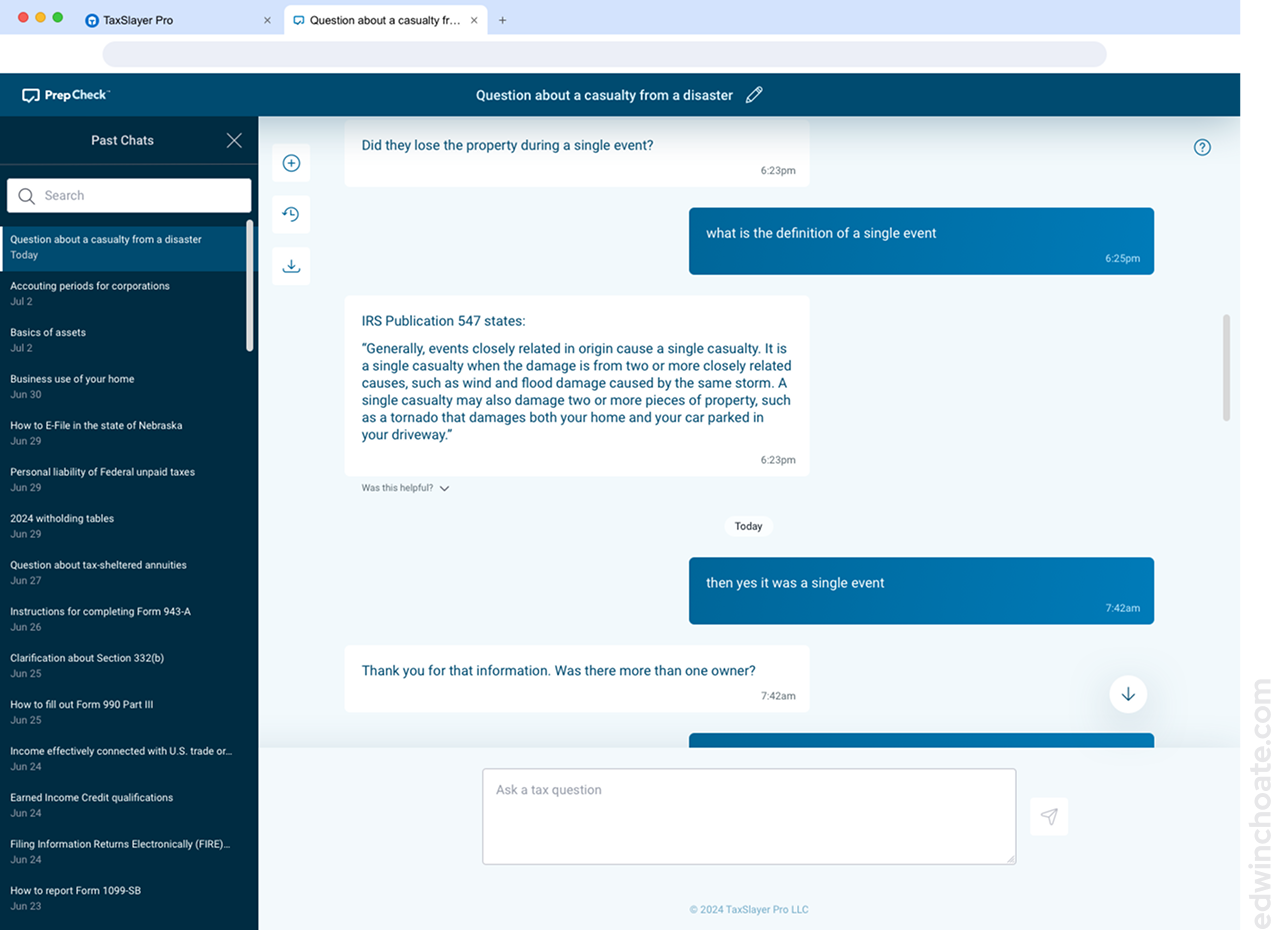 TaxSlayer Pro
Question about a casualty fr...
PrepCheck™
Question about a casualty from a disaster
Past Chats
Search
Question about a casualty from a disaster
Today
Accouting periods for corporations
Jul 2
Basics of assets
Jul 2
Business use of your home
Jun 30
How to E-File in the state of Nebraska
Jun 29
Personal liability of Federal unpaid taxes
Jun 29
2024 witholding tables
Jun 29
Question about tax-sheltered annuities
Jun 27
Instructions for completing Form 943-A
Jun 26
Clarification about Section 332(b)
Jun 25
How to fill out Form 990 Part III
Jun 25
Income effectively connected with U.S. trade or...
Jun 24
Earned Income Credit qualifications
Jun 24
Filing Information Returns Electronically (FIRE)...
Jun 24
How to report Form 1099-SB
Jun 23
Did they lose the property during a single event?
6:23pm
what is the definition of a single event
6:25pm
IRS Publication 547 states:
“Generally, events closely related in origin cause a single casualty. It is
a single casualty when the damage is from two or more closely related
causes, such as wind and flood damage caused by the same storm. A
single casualty may also damage two or more pieces of property, such
as a tornado that damages both your home and your car parked in
your driveway.”
6:23pm
Was this helpful?
Today
then yes it was a single event
7:42am
Thank you for that information. Was there more than one owner?
7:42am
Ask a tax question
© 2024 TaxSlayer Pro LLC
edwinchoate.com